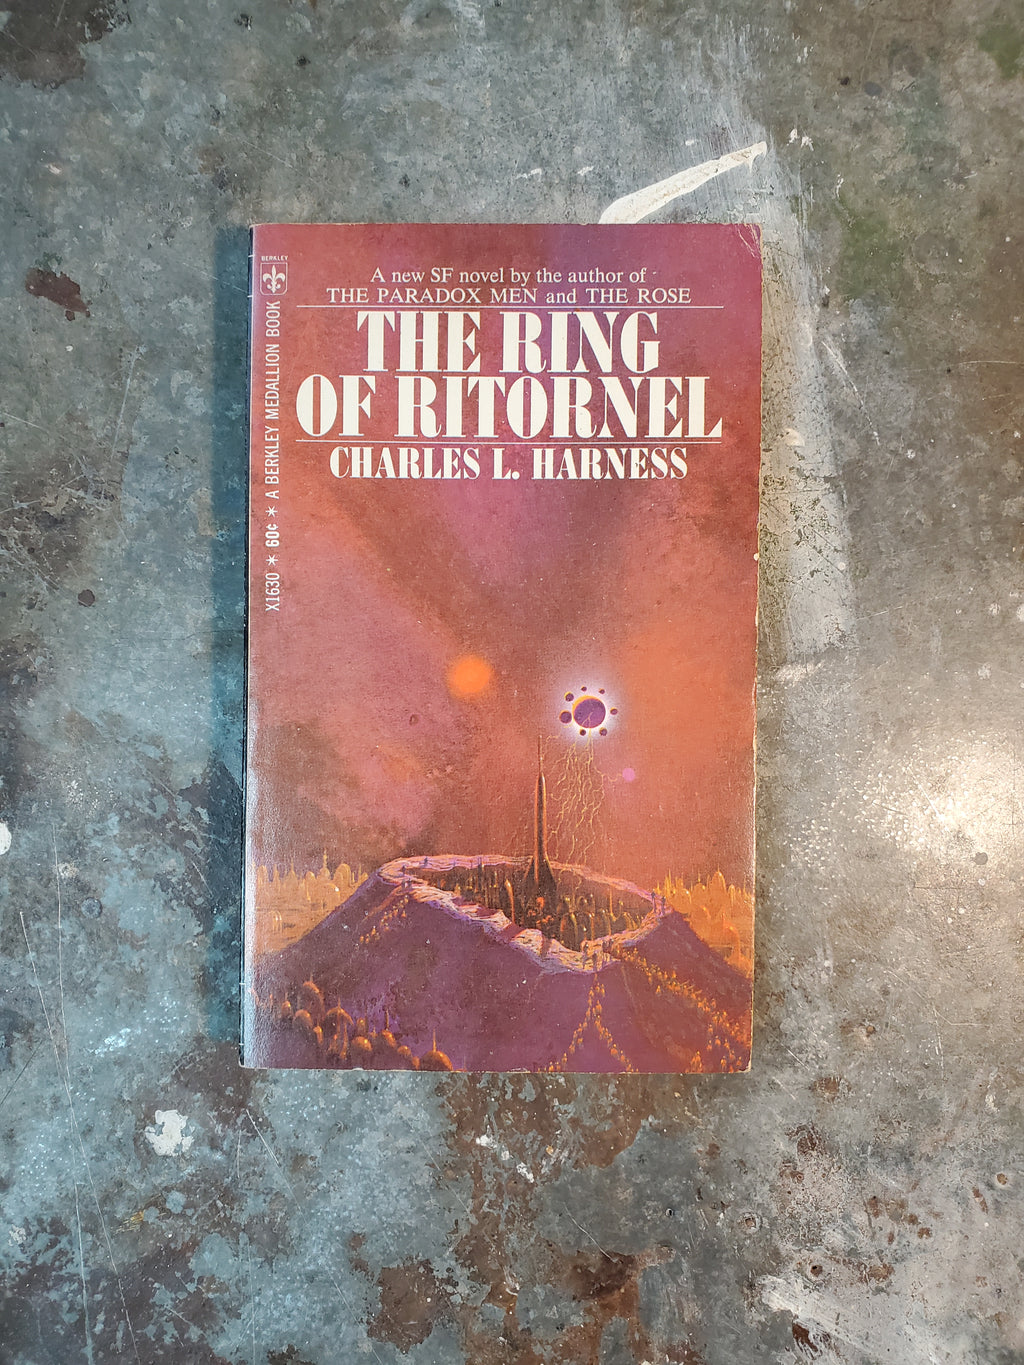 BERKLEY
A new SF novel by the author of
THE PARADOX MEN and THE ROSE
THE RING
OF RITORNEL
CHARLES L. HARNESS
X1630 * 60¢ * A BERKLEY MEDALLION BOOK